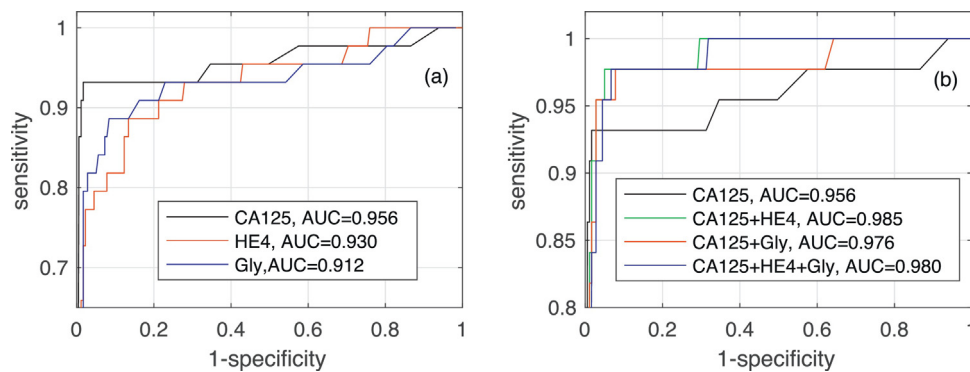 1
0.9
0.8
0.7
sensitivity
(a)
CA125, AUC=0.956
HE4, AUC=0.930
Gly,AUC=0.912
0
0.2
0.4
0.6
0.8
1
1-specificity
1
0.95
0.9
0.85
0.8
sensitivity
(b)
CA125, AUC=0.956
CA125+HE4, AUC=0.985
CA125+Gly, AUC=0.976
CA125+HE4+Gly, AUC=0.980
0
0.2
0.4
0.6
0.8
1
1-specificity